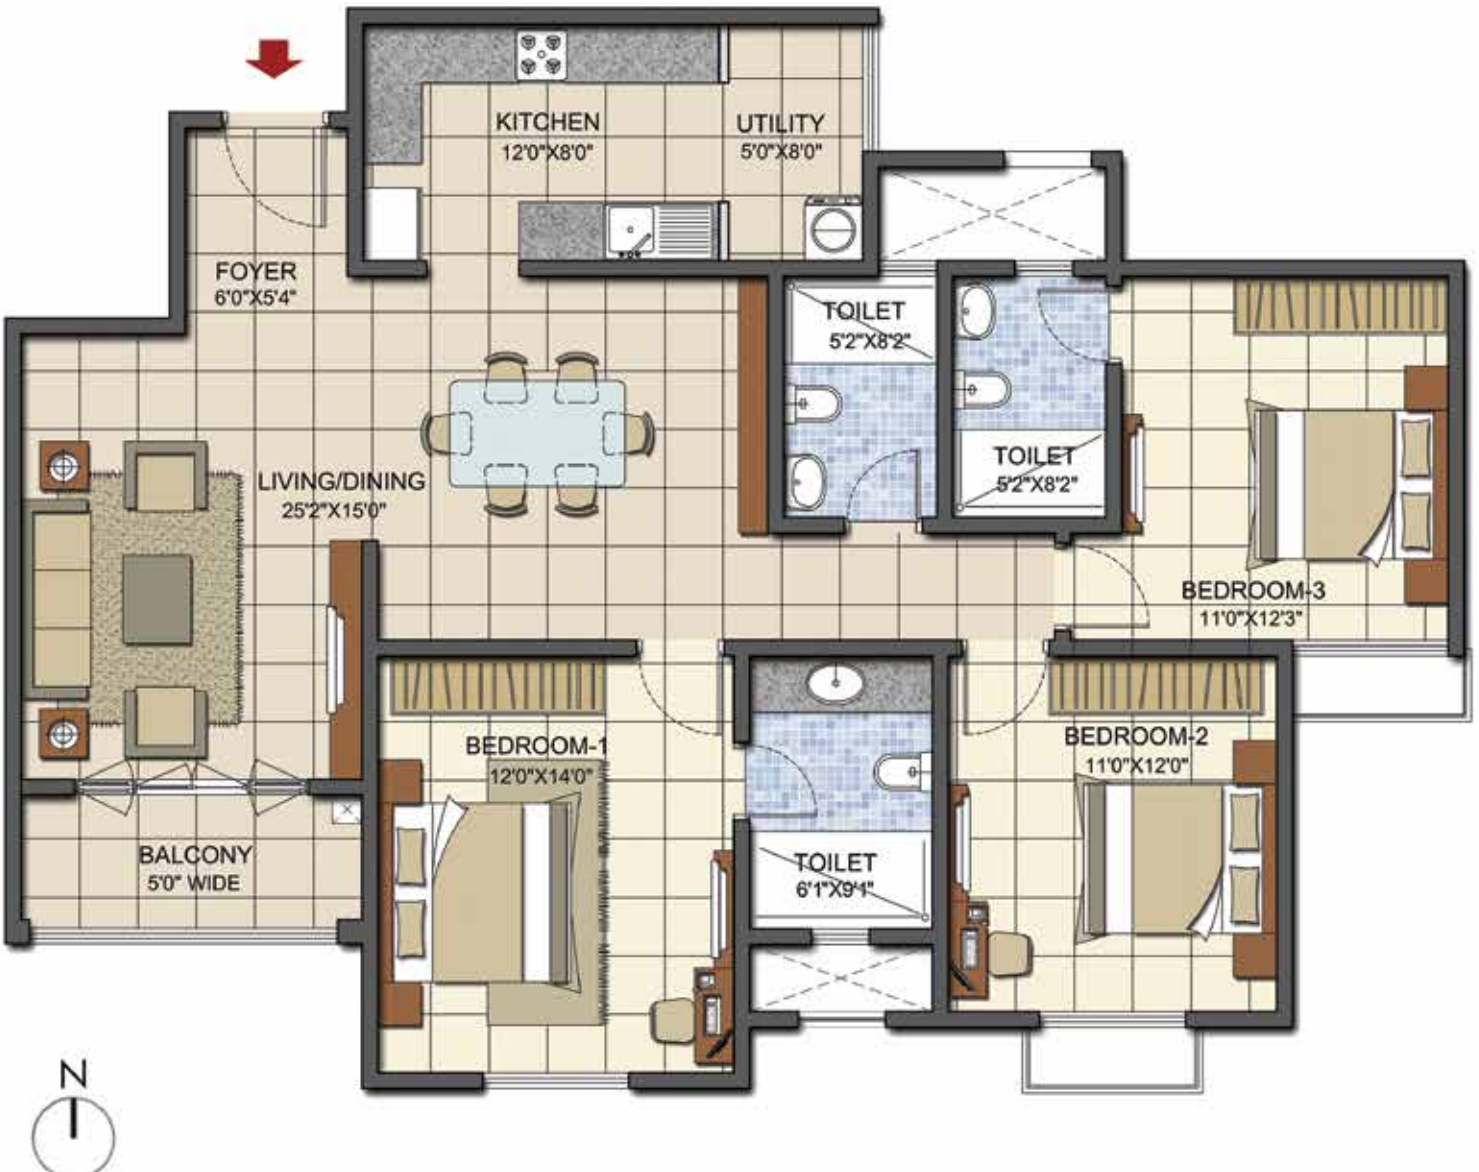 KITCHEN
12'0"X8'0"
UTILITY
5'0"X8'0"
FOYER
6'0"X5'4"
TOILET
5'2"X8'2"
TOILET
5'2"X8'2"
LIVING/DINING
25'2"X15'0"
BEDROOM-3
11'0"X12'3"
BEDROOM-1
12'0"X14'0"
BEDROOM-2
11'0"X12'0"
BALCONY
5'0" WIDE
TOILET
6'1"X9'1"
N